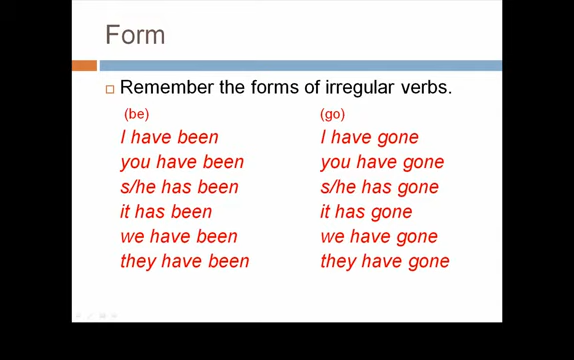 Form
Remember the forms of irregular verbs.
(be) (go)
I have been I have gone
you have been you have gone
s/he has been s/he has gone
it has been it has gone
we have been we have gone
they have been they have gone